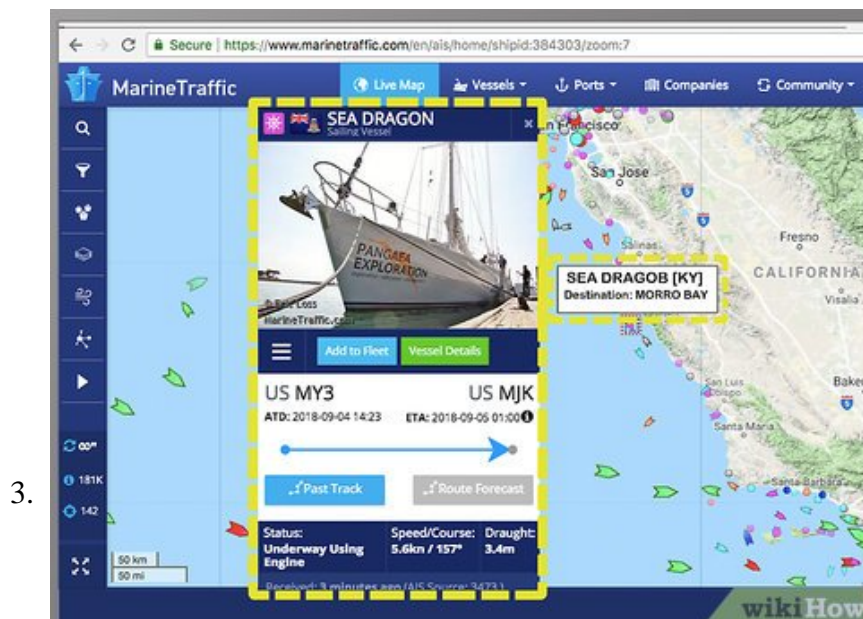 Secure | https://www.marinetraffic.com/en/ais/home/shipid:384303/zoom:7
MarineTraffic
Live Map
Vessels
Ports
Companies
Community
SEA DRAGON
Sailing Vessel
PANGAEA
EXPLORATION
© Eric Loss
MarineTraffic.com
Add to Fleet
Vessel Details
US MY3
US MJK
ATD: 2018-09-04 14:23
ETA: 2018-09-05 01:00
Past Track
Route Forecast
Status:
Underway Using
Engine
Speed/Course:
5.6kn / 157°
Draught:
3.4m
Received: 3 minutes ago (AIS Source: 3473 )
San Jose
Salinas
SEA DRAGOB [KY]
Destination: MORRO BAY
Fresno
CALIFORNIA
Visalia
San Luis
Obispo
Santa Maria
Santa Barbara
5
5
5
∞
181K
142
50 km
50 mi
3.
wikiHow